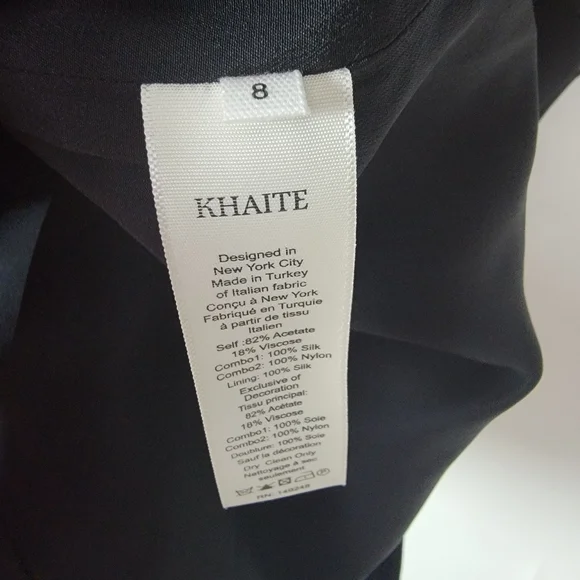 8
KHAITE
Designed in
New York City
Made in Turkey
of Italian fabric
Conçu à New York
Fabriqué en Turquie
à partir de tissu
Italien
Self :82% Acetate
18% Viscose
Combo1: 100% Silk
Combo2: 100% Nylon
Lining: 100% Silk
Exclusive of
Decoration
Tissu principal:
82% Acétate
18% Viscose
Combo1: 100% Soie
Combo2: 100% Nylon
Doublure: 100% Soie
Sauf la décoration
Dry Clean Only
Nettoyage à sec
seulement